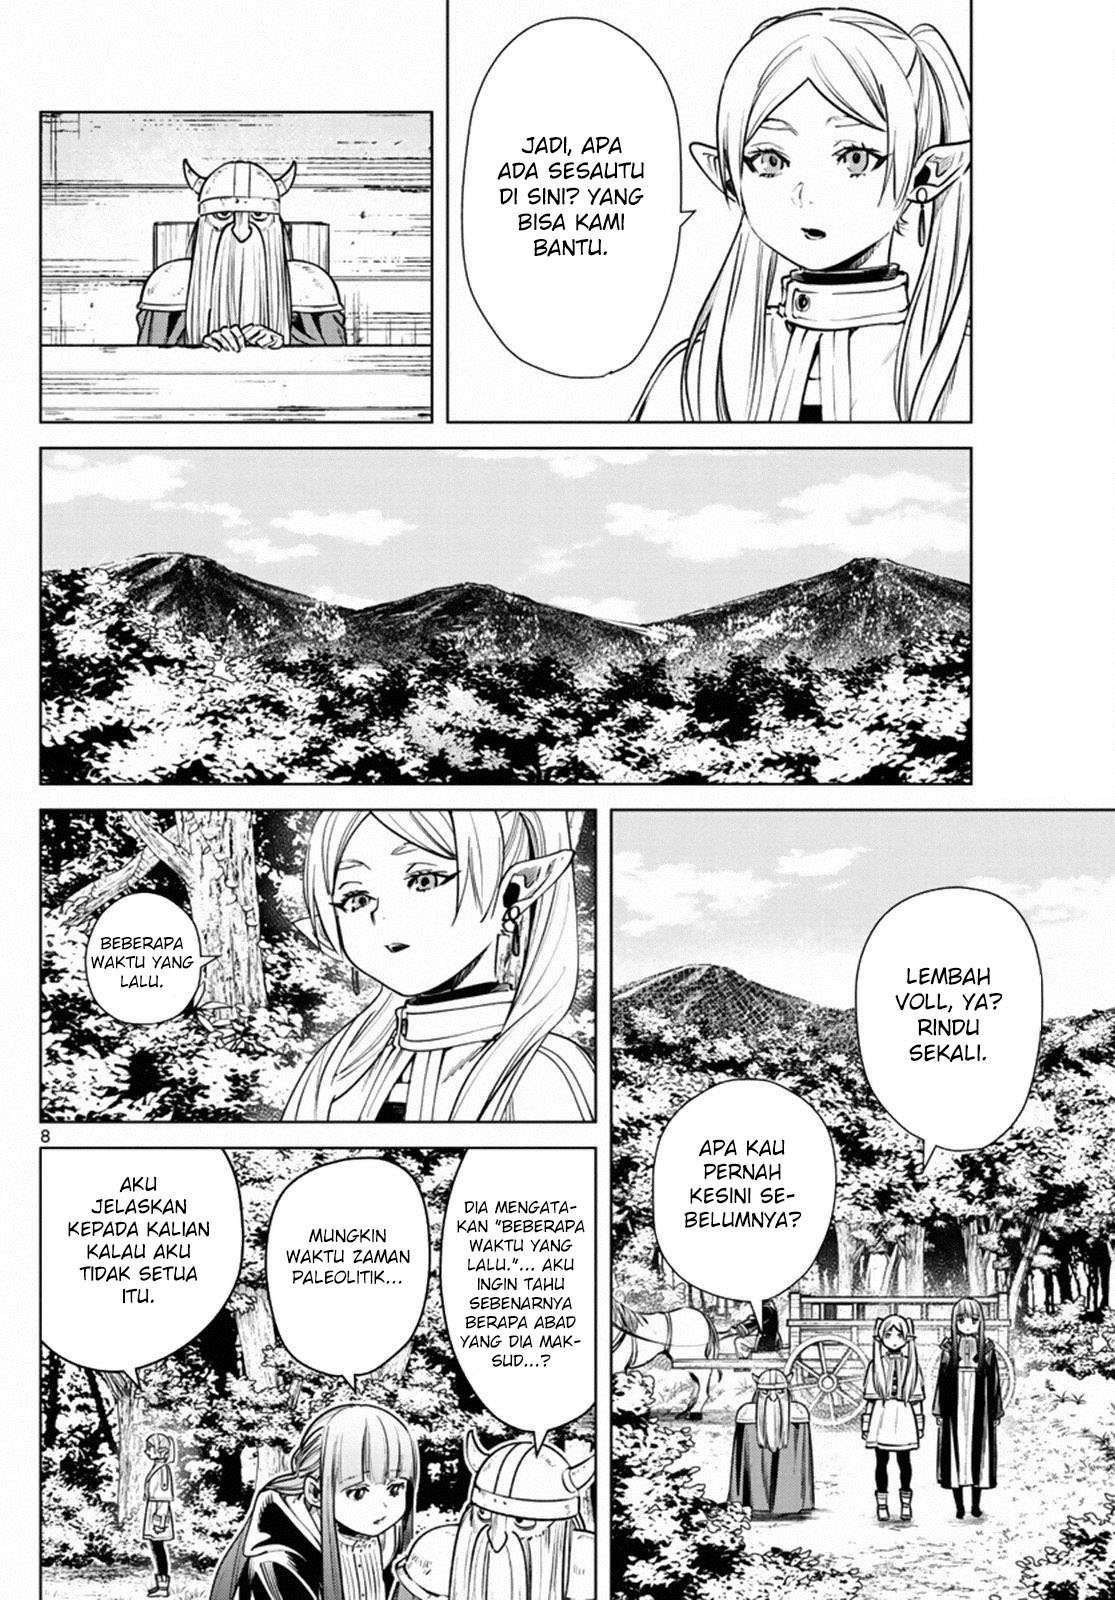 JADI, APA
ADA SESAUTU
DI SINI? YANG
BISA KAMI
BANTU.
LEMBAH
VOLL, YA?
RINDU
SEKALI.
APA KAU
PERNAH
KESINI SE-
BELUMNYA?
BEBERAPA
WAKTU YANG
LALU.
8
DIA MENGATA-
KAN "BEBERAPA
WAKTU YANG
LALU."... AKU
INGIN TAHU
SEBENARNYA
BERAPA ABAD
YANG DIA MAK-
SUD...?
MUNGKIN
WAKTU ZAMAN
PALEOLITIK...
AKU
JELASKAN
KEPADA KALIAN
KALAU AKU
TIDAK SETUA
ITU.